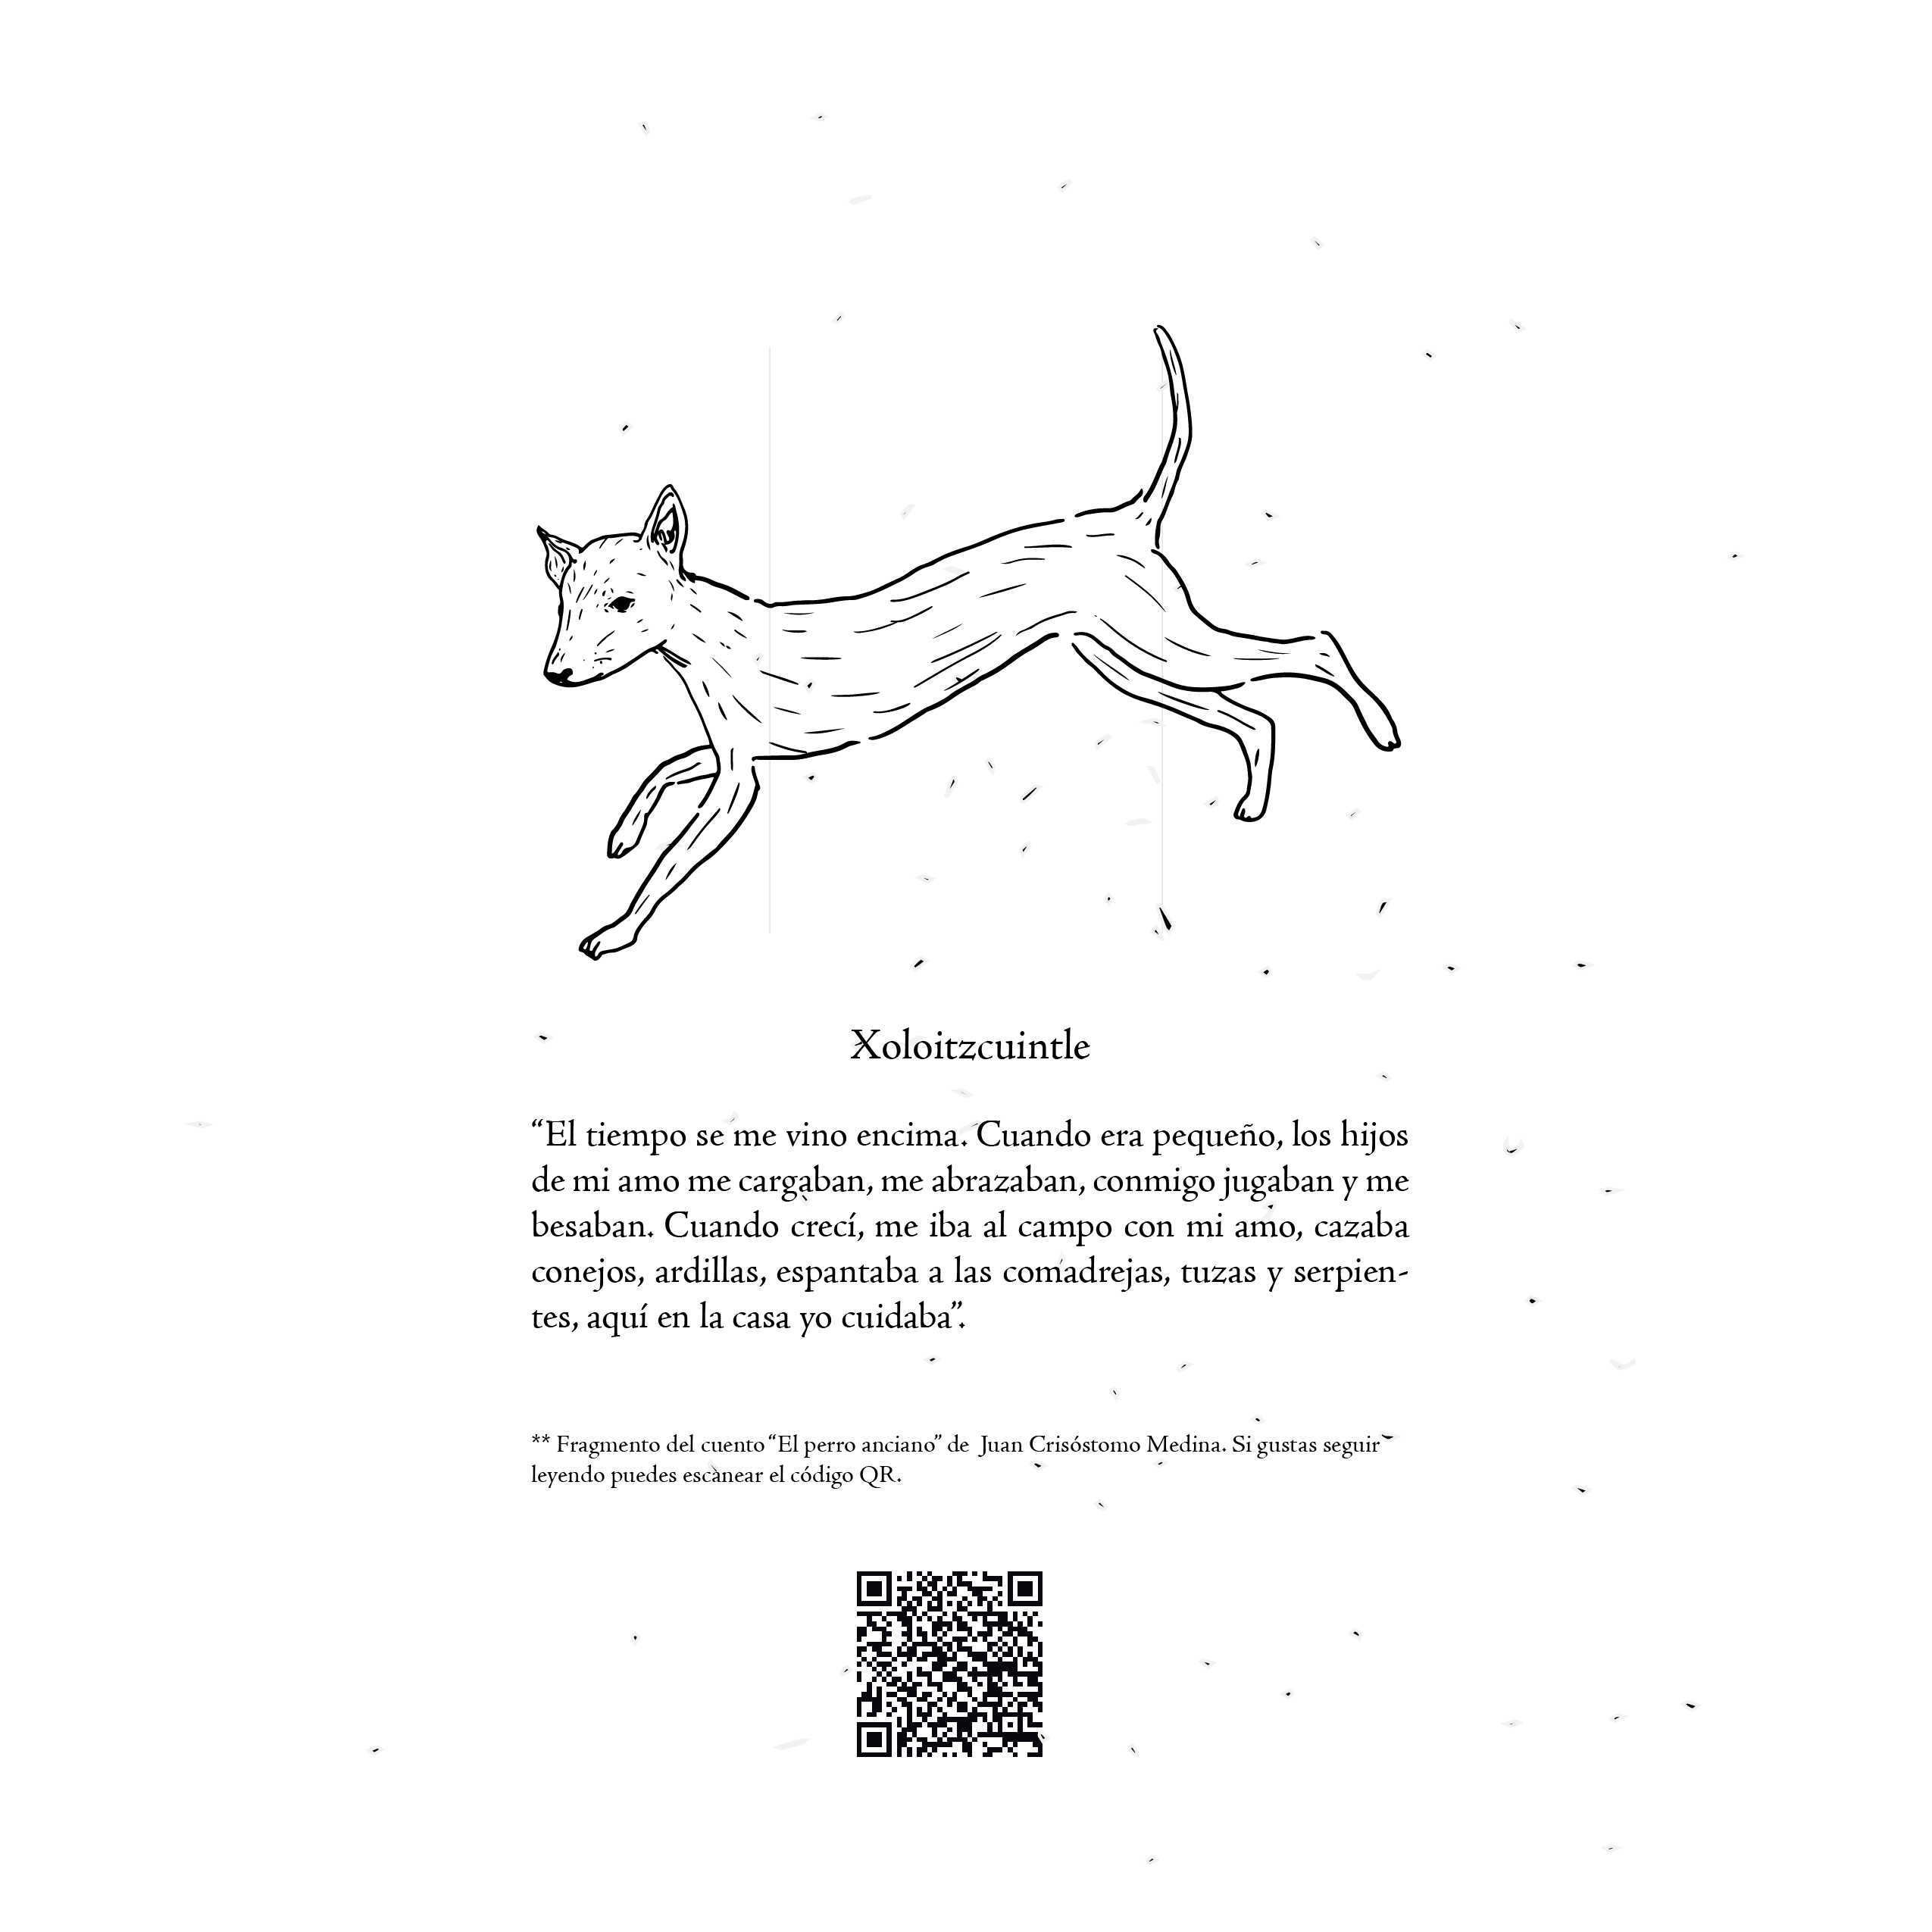 Xoloitzcuintle
“El tiempo se me vino encima. Cuando era pequeño, los hijos
de mi amo me cargaban, me abrazaban, conmigo jugaban y me
besaban. Cuando crecí, me iba al campo con mi amo, cazaba
conejos, ardillas, espantaba a las comadrejas, tuzas y serpien-
tes, aquí en la casa yo cuidaba”.
** Fragmento del cuento “El perro anciano” de Juan Crisóstomo Medina. Si gustas seguir
leyendo puedes escanear el código QR.